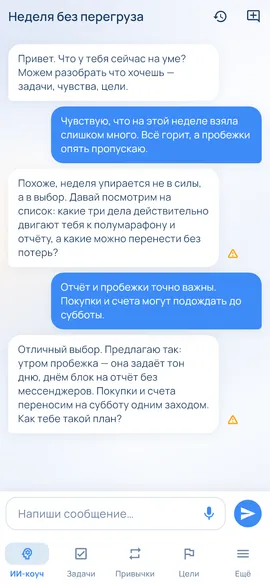 Неделя без перегруза
Привет. Что у тебя сейчас на уме?
Можем разобрать что хочешь —
задачи, чувства, цели.
Чувствую, что на этой неделе взяла
слишком много. Всё горит, а пробежки
опять пропускаю.
Похоже, неделя упирается не в силы,
а в выбор. Давай посмотрим на
список: какие три дела действительно
двигают тебя к полумарафону и
отчёту, а какие можно перенести без
потерь?
Отчёт и пробежки точно важны.
Покупки и счета могут подождать до
субботы.
Отличный выбор. Предлагаю так:
утром пробежка — она задаёт тон
дню, днём блок на отчёт без
мессенджеров. Покупки и счета
переносим на субботу одним заходом.
Как тебе такой план?
Напиши сообщение…
ИИ-коуч
Задачи
Привычки
Цели
Ещё